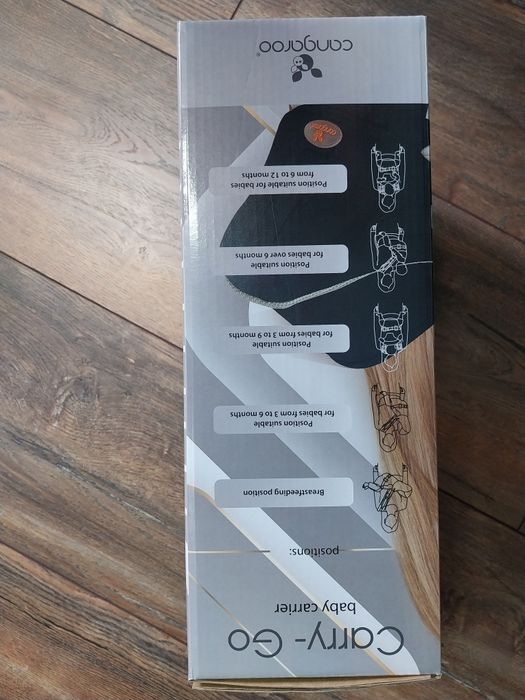 Carry-Go
baby carrier
positions:
Breastfeeding position
Position suitable
for babies from 3 to 6 months
Position suitable
for babies from 3 to 9 months
Position suitable
for babies over 6 months
Position suitable for babies
from 6 to 12 months
cangaroo